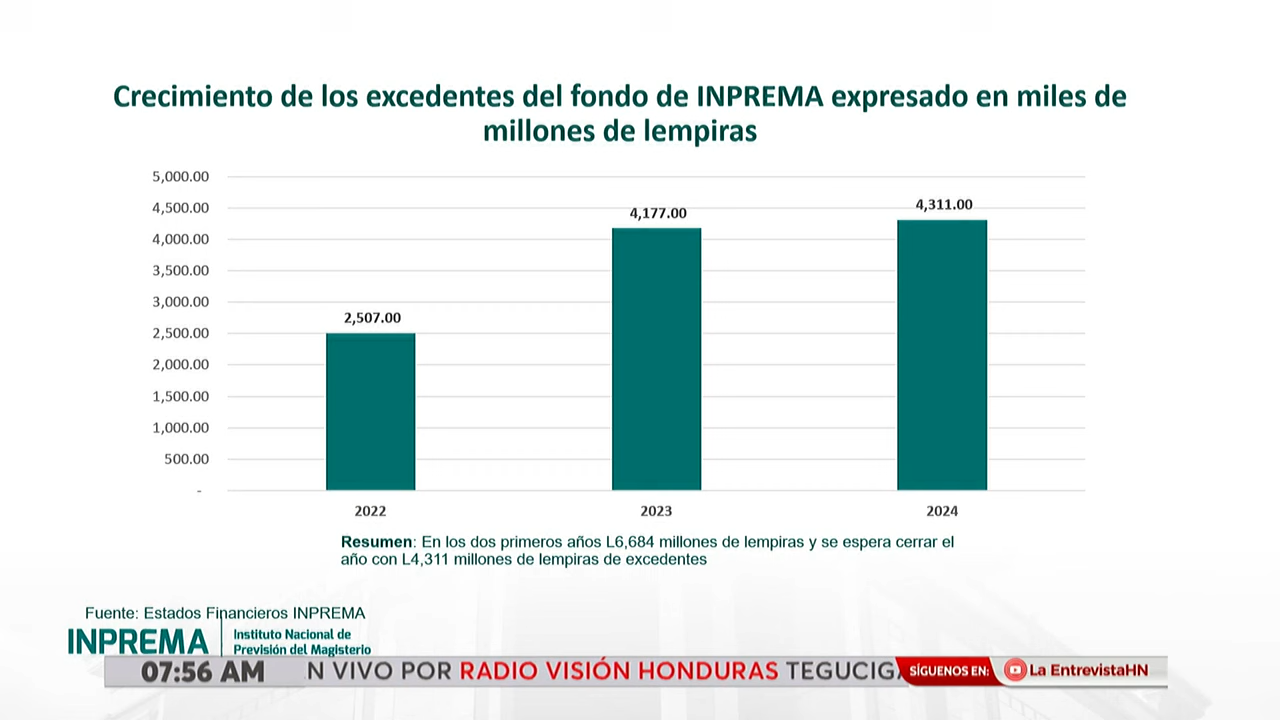 Crecimiento de los excedentes del fondo de INPREMA expresado en miles de
millones de lempiras
5,000.00
4,500.00
4,000.00
3,500.00
3,000.00
2,500.00
2,000.00
1,500.00
1,000.00
500.00
-
2,507.00
4,177.00
4,311.00
2022
2023
2024
Resumen: En los dos primeros años L6,684 millones de lempiras y se espera cerrar el
año con L4,311 millones de lempiras de excedentes
Fuente: Estados Financieros INPREMA
INPREMA
Instituto Nacional de
Previsión del Magisterio
07:56 AM
N VIVO POR RADIO VISIÓN HONDURAS TEGUCIGA
SÍGUENOS EN:
La EntrevistaHN